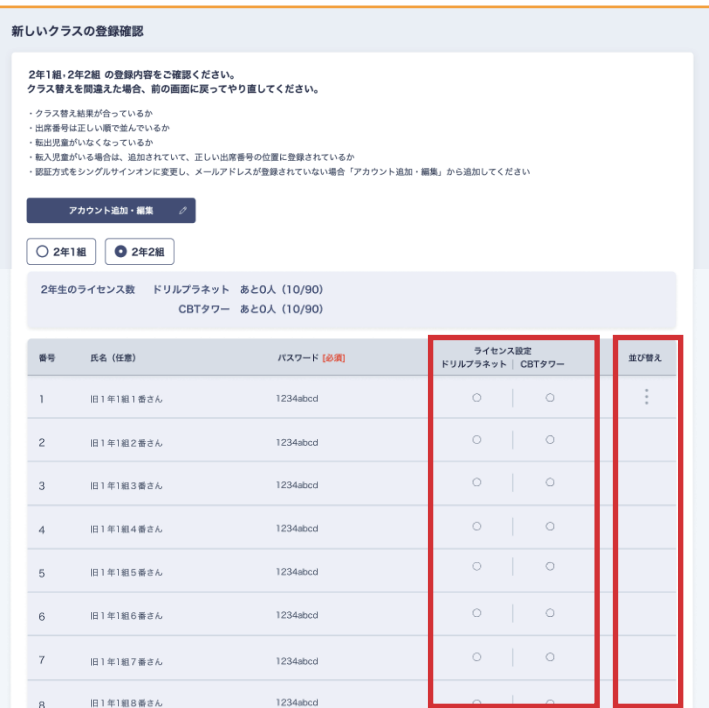 新しいクラスの登録確認
2年1組・2年2組 の登録内容をご確認ください。
クラス替えを間違えた場合、前の画面に戻ってやり直してください。
・クラス替え結果が合っているか
・出席番号は正しい順で並んでいるか
・転出児童がいなくなっているか
・転入児童がいる場合は、追加されていて、正しい出席番号の位置に登録されているか
・認証方式をシングルサインオンに変更し、メールアドレスが登録されていない場合「アカウント追加・編集」から追加してください
アカウント追加・編集
2年1組 2年2組
2年生のライセンス数 ドリルプラネット あと0人（10/90）
CBTタワー あと0人（10/90）
番号 氏名（任意） パスワード [必須] ライセンス設定 並び替え
ドリルプラネット | CBTタワー
1 旧1年1組1番さん 1234abcd ○ ○
2 旧1年1組2番さん 1234abcd ○ ○
3 旧1年1組3番さん 1234abcd ○ ○
4 旧1年1組4番さん 1234abcd ○ ○
5 旧1年1組5番さん 1234abcd ○ ○
6 旧1年1組6番さん 1234abcd ○ ○
7 旧1年1組7番さん 1234abcd ○ ○
8 旧1年1組8番さん 1234abcd ○ ○